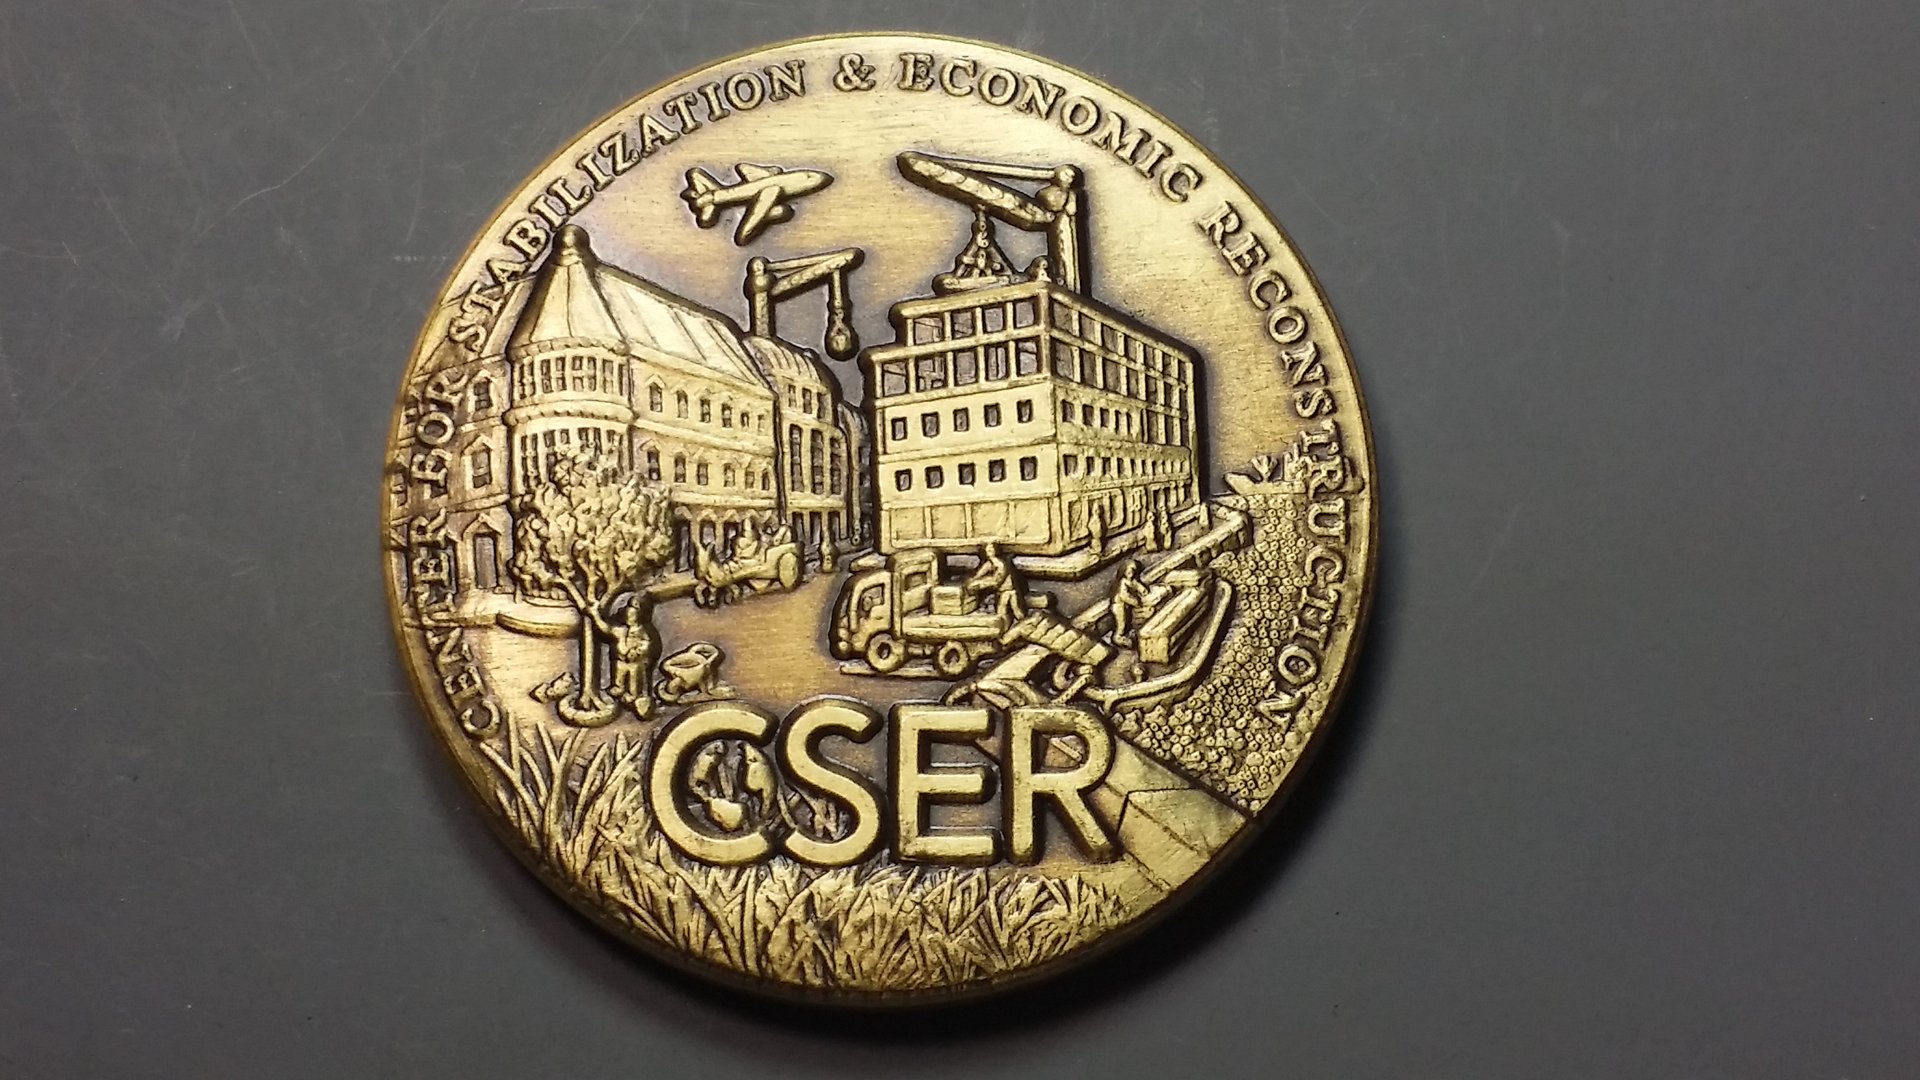 CENTER FOR STABILIZATION & ECONOMIC RECONSTRUCTION
CSER